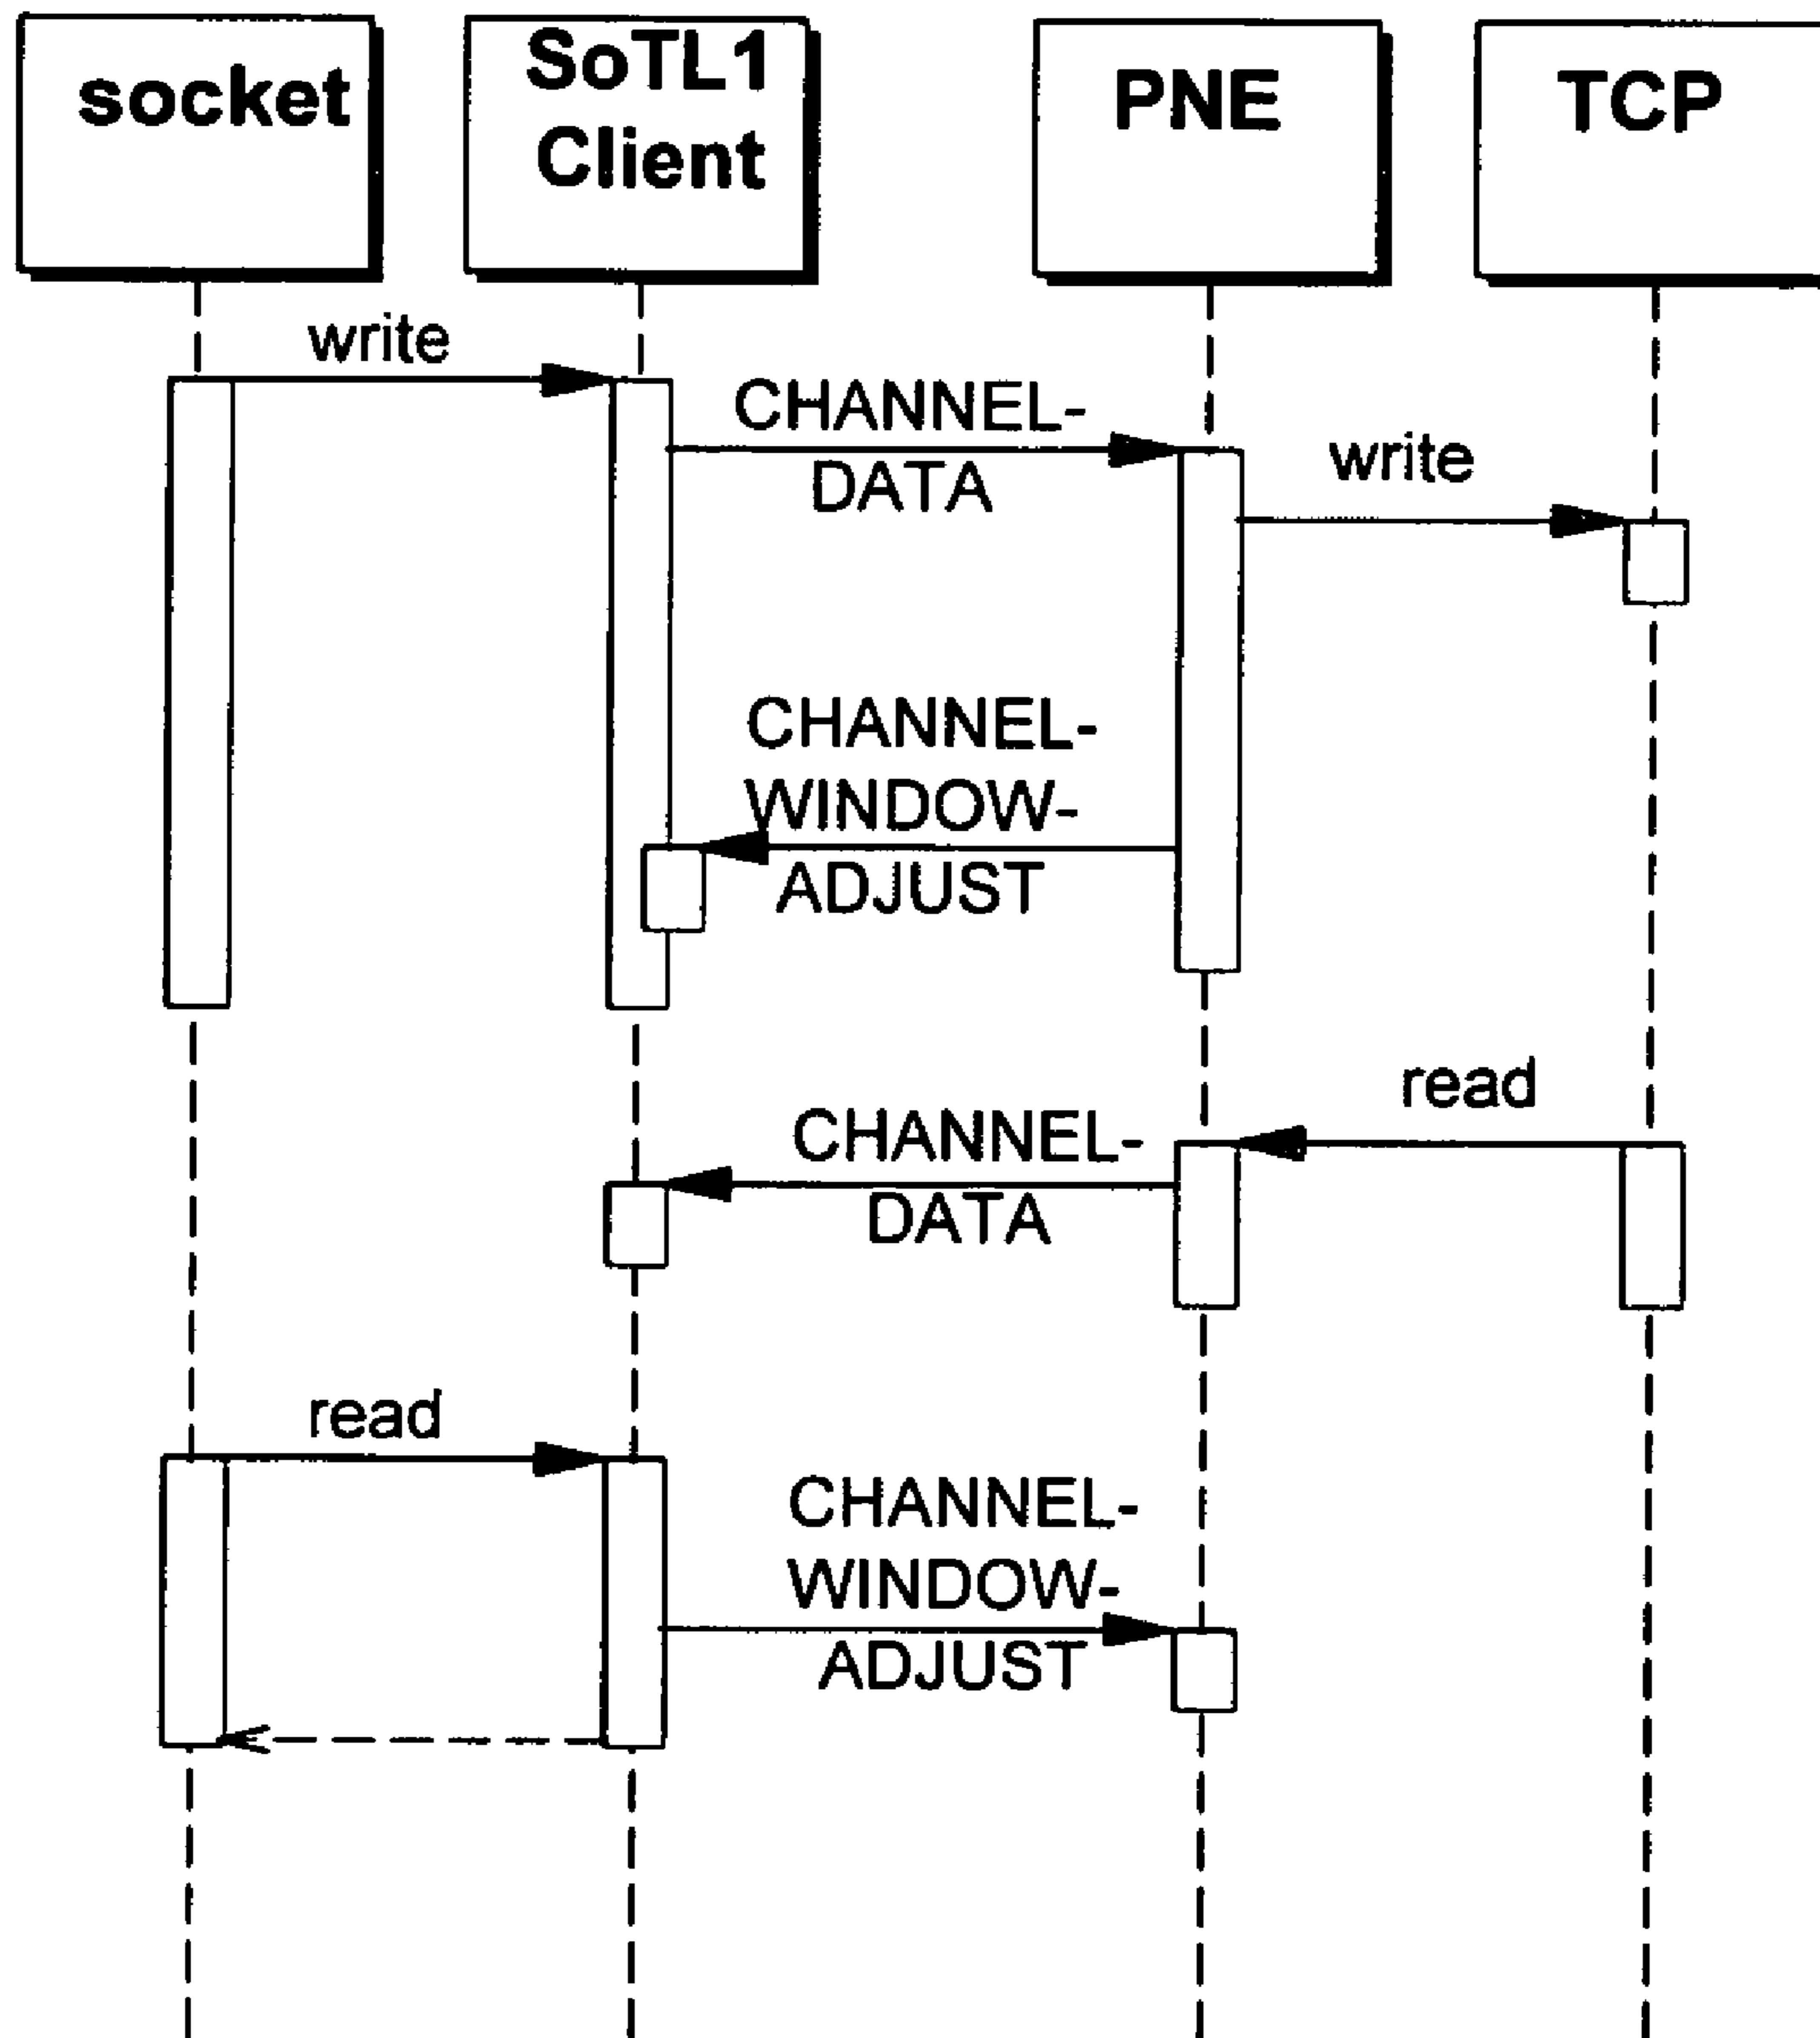 socket
SoTL1
Client
PNE
TCP
write
CHANNEL-
DATA
write
CHANNEL-
WINDOW-
ADJUST
read
CHANNEL-
DATA
read
CHANNEL-
WINDOW-
ADJUST